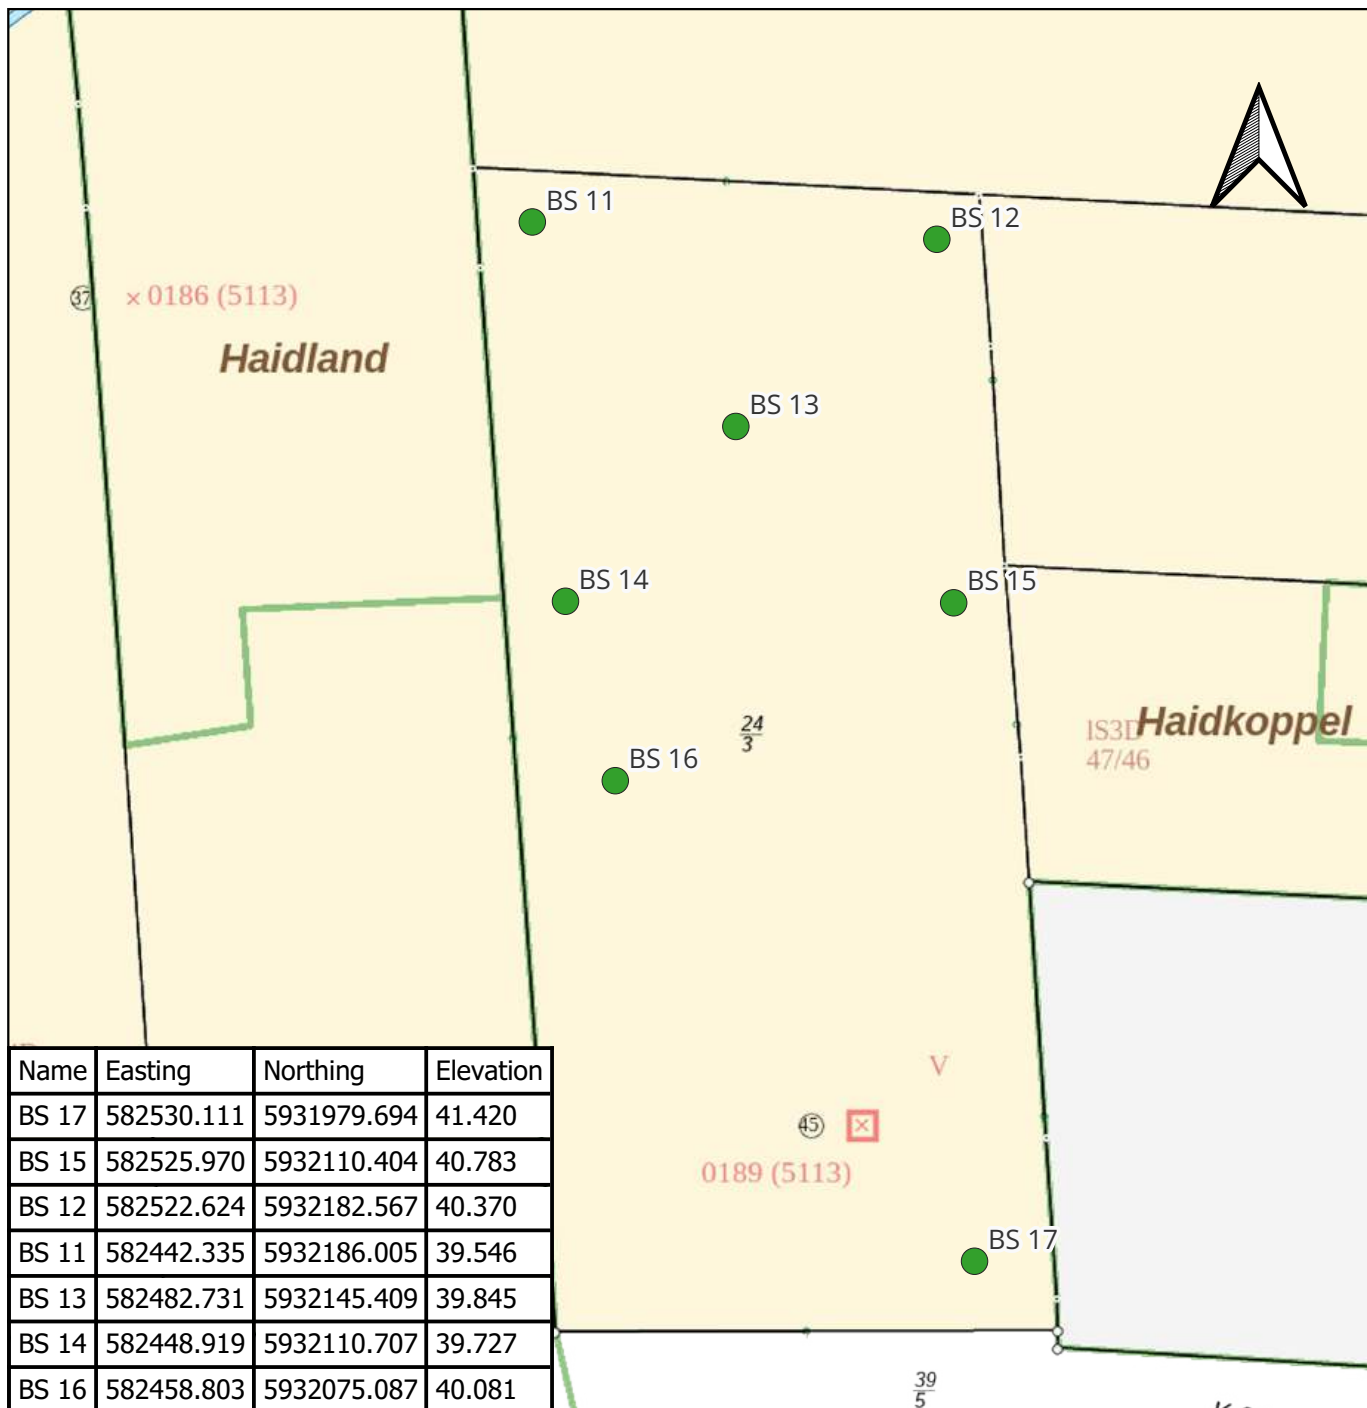 BS 11
BS 12
37
× 0186 (5113)
Haidland
BS 13
BS 14
BS 15
24
3
Haidkoppel
lS3D
47/46
BS 16
V
45
0189 (5113)
BS 17
39
5
Name Easting Northing Elevation
BS 17 582530.111 5931979.694 41.420
BS 15 582525.970 5932110.404 40.783
BS 12 582522.624 5932182.567 40.370
BS 11 582442.335 5932186.005 39.546
BS 13 582482.731 5932145.409 39.845
BS 14 582448.919 5932110.707 39.727
BS 16 582458.803 5932075.087 40.081